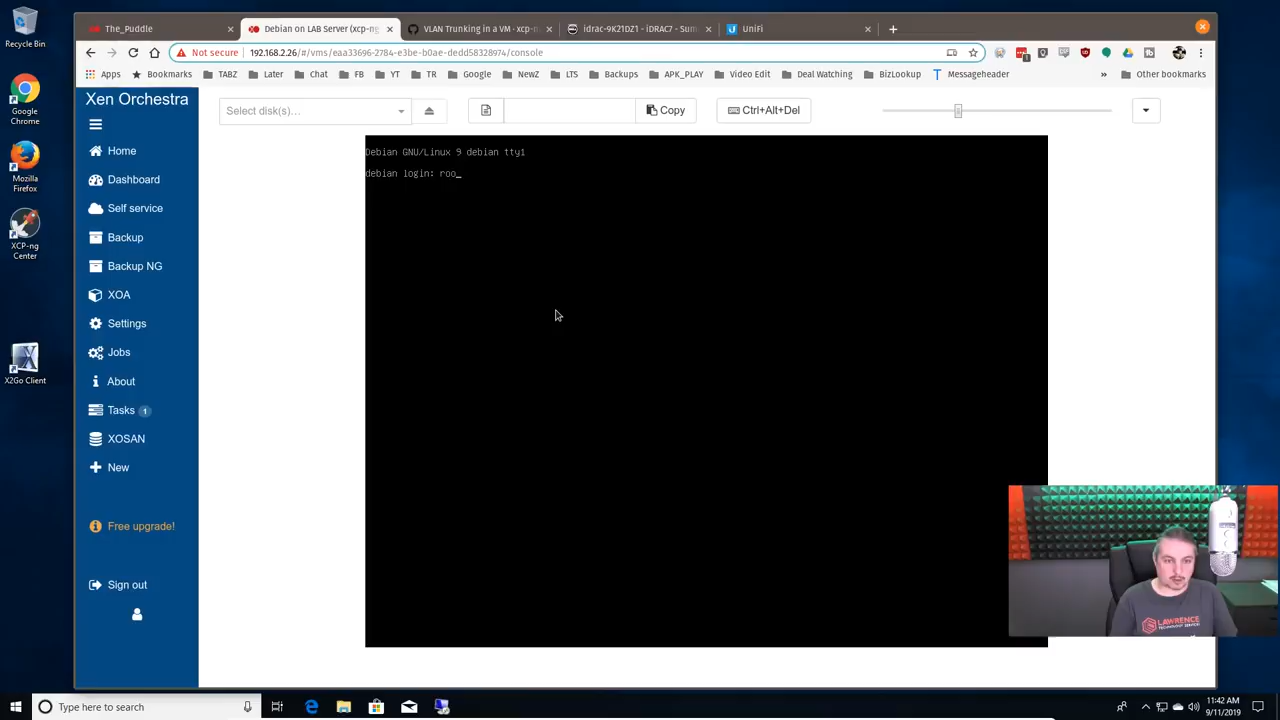 Recycle Bin
Google Chrome
Mozilla Firefox
XCP-ng Center
X2Go Client
The_Puddle
Debian on LAB Server (xcp-ng
VLAN Trunking in a VM · xcp-n
idrac-9K21DZ1 - iDRAC7 - Sum
UniFi
Not secure 192.168.2.26/#/vms/eaa33696-2784-e3be-b0ae-dedd58328974/console
Apps Bookmarks TABZ Later Chat FB YT TR Google NewZ LTS Backups APK_PLAY Video Edit Deal Watching BizLookup Messageheader » Other bookmarks
Xen Orchestra
Home
Dashboard
Self service
Backup
Backup NG
XOA
Settings
Jobs
About
Tasks 1
XOSAN
New
Free upgrade!
Sign out
Select disk(s)...
Copy
Ctrl+Alt+Del
Debian GNU/Linux 9 debian tty1
debian login: roo_
LAWRENCE
TECHNOLOGY SERVICES
Type here to search
11:42 AM
9/11/2019